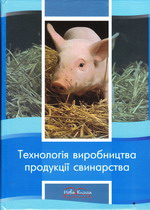 Технологія виробництва
продукції свинарства